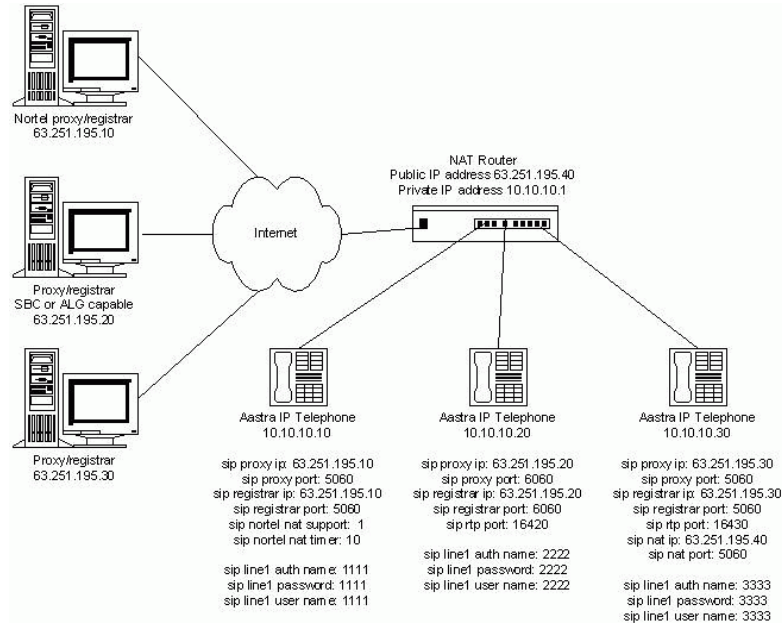 Nortel proxy/registrar
63.251.195.10
NAT Router
Public IP address 63.251.195.40
Private IP address 10.10.10.1
Internet
Proxy/registrar
SBC or ALG capable
63.251.195.20
Proxy/registrar
63.251.195.30
Aastra IP Telephone
10.10.10.10
sip proxy ip: 63.251.195.10
sip proxy port: 5060
sip registrar ip: 63.251.195.10
sip registrar port: 5060
sip nortel nat support: 1
sip nortel nat timer: 10
sip line1 auth name: 1111
sip line1 password: 1111
sip line1 user name: 1111
Aastra IP Telephone
10.10.10.20
sip proxy ip: 63.251.195.20
sip proxy port: 6060
sip registrar ip: 63.251.195.20
sip registrar port: 6060
sip rtp port: 16420
sip line1 auth name: 2222
sip line1 password: 2222
sip line1 user name: 2222
Aastra IP Telephone
10.10.10.30
sip proxy ip: 63.251.195.30
sip proxy port: 5060
sip registrar ip: 63.251.195.30
sip registrar port: 5060
sip rtp port: 16430
sip nat ip: 63.251.195.40
sip nat port: 5060
sip line1 auth name: 3333
sip line1 password: 3333
sip line1 user name: 3333